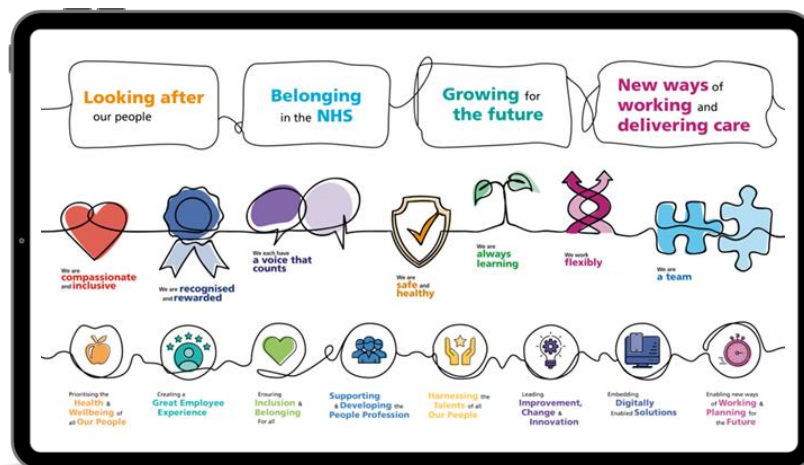 Looking after
our people
Belonging
in the NHS
Growing for
the future
New ways of
working and
delivering care
We are
compassionate
and inclusive
We are recognised
and rewarded
We each have
a voice that
counts
We are
safe and
healthy
We are
always
learning
We work
flexibly
We are
a team
Prioritising the
Health &
Wellbeing of
all Our People
Creating a
Great Employee
Experience
Ensuring
Inclusion &
Belonging
For all
Supporting
& Developing the
People Profession
Harnessing the
Talents of all
Our People
Leading
Improvement,
Change &
Innovation
Embedding
Digitally
Enabled Solutions
Enabling new ways
of Working &
Planning for
the Future